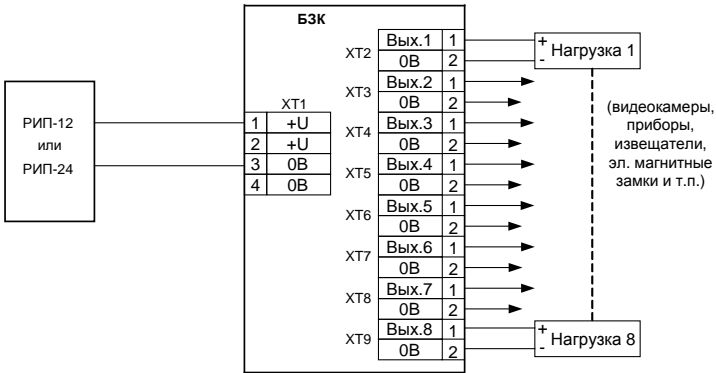 БЗК
РИП-12
или
РИП-24
XT1
1 +U
2 +U
3 0В
4 0В
XT2
Вых.1 1
0В 2
XT3
Вых.2 1
0В 2
XT4
Вых.3 1
0В 2
XT5
Вых.4 1
0В 2
XT6
Вых.5 1
0В 2
XT7
Вых.6 1
0В 2
XT8
Вых.7 1
0В 2
XT9
Вых.8 1
0В 2
+
- Нагрузка 1
(видеокамеры,
приборы,
извещатели,
эл. магнитные
замки и т.п.)
+
- Нагрузка 8